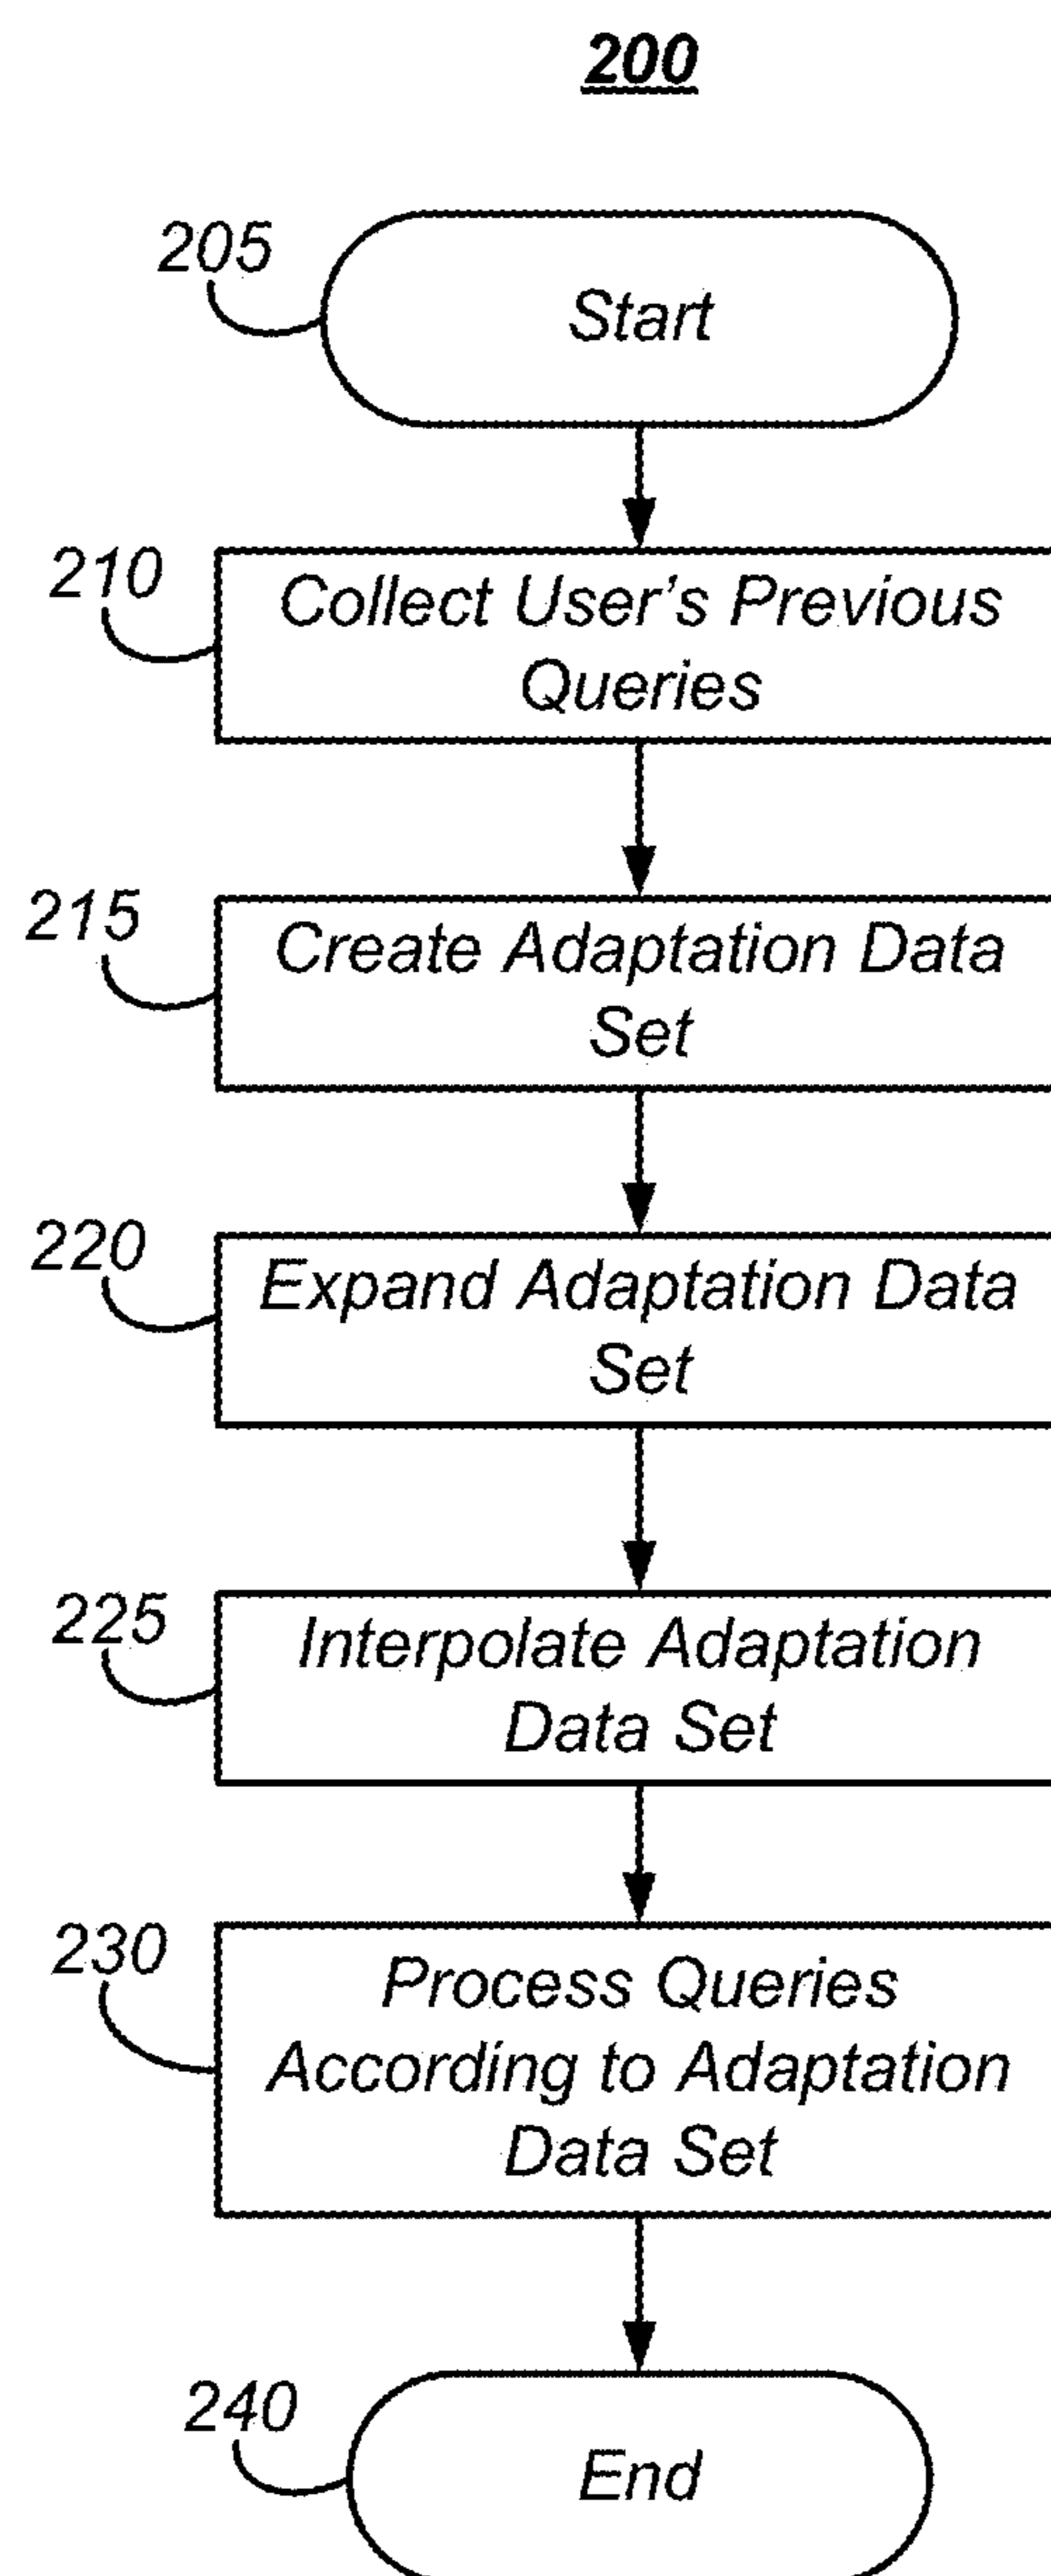 200
205
Start
210
Collect User's Previous
Queries
215
Create Adaptation Data
Set
220
Expand Adaptation Data
Set
225
Interpolate Adaptation
Data Set
230
Process Queries
According to Adaptation
Data Set
240
End